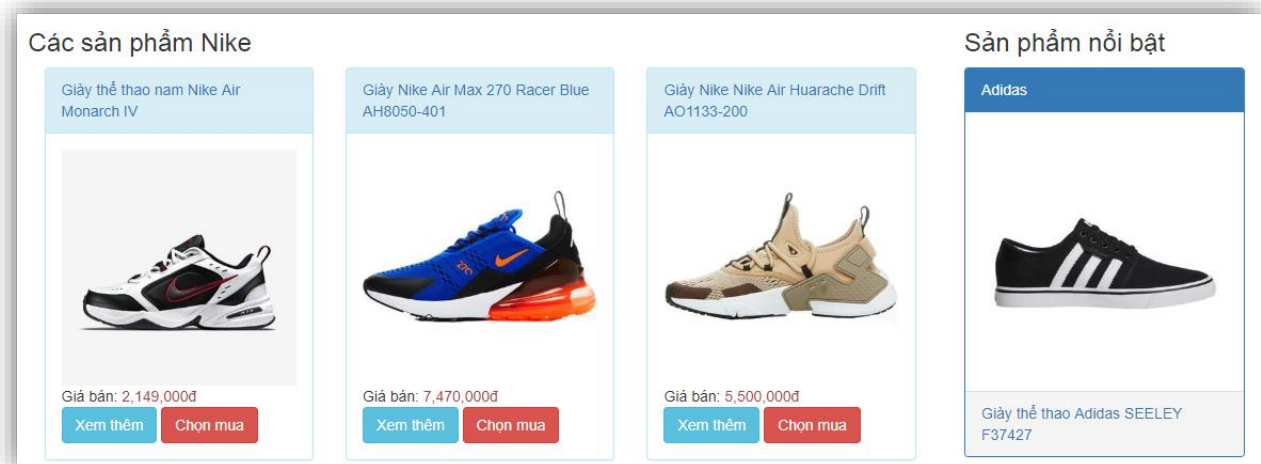 Các sản phẩm Nike
Giày thể thao nam Nike Air
Monarch IV
Giá bán: 2,149,000đ
Xem thêm
Chọn mua
Giày Nike Air Max 270 Racer Blue
AH8050-401
Giá bán: 7,470,000đ
Xem thêm
Chọn mua
Giày Nike Nike Air Huarache Drift
AO1133-200
Giá bán: 5,500,000đ
Xem thêm
Chọn mua
Sản phẩm nổi bật
Adidas
Giày thể thao Adidas SEELEY
F37427